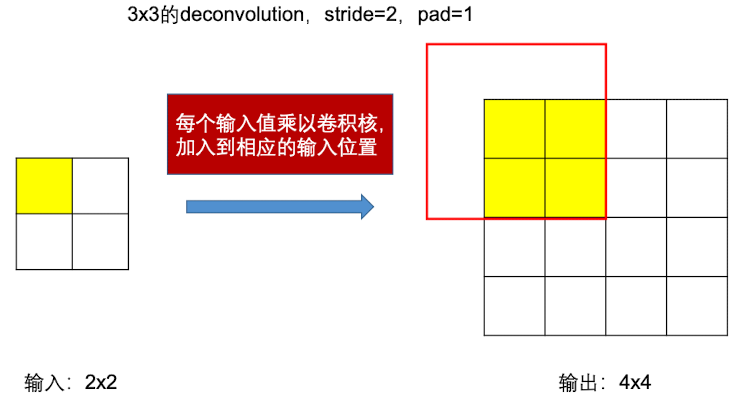 3x3的deconvolution，stride=2，pad=1
每个输入值乘以卷积核，
加入到相应的输入位置
输入：2x2
输出：4x4